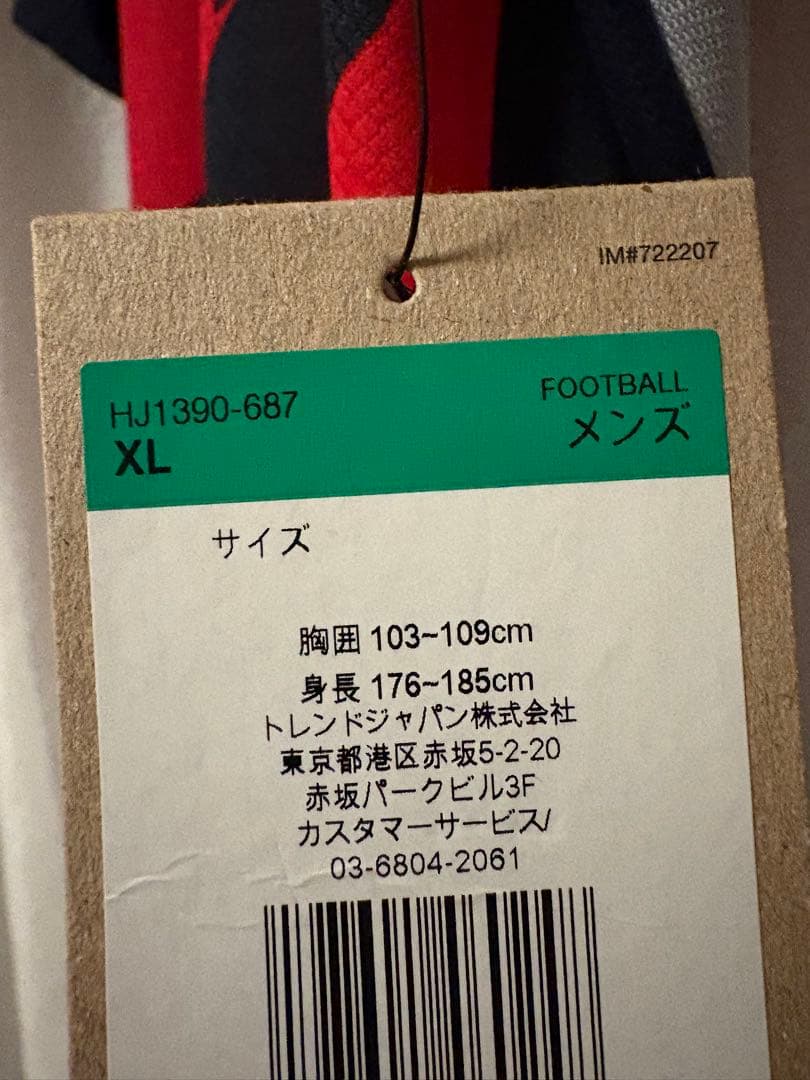 IM#722207
HJ1390-687
XL
FOOTBALL
メンズ
サイズ
胸囲 103~109cm
身長 176~185cm
トレンドジャパン株式会社
東京都港区赤坂5-2-20
赤坂パークビル3F
カスタマーサービス/
03-6804-2061